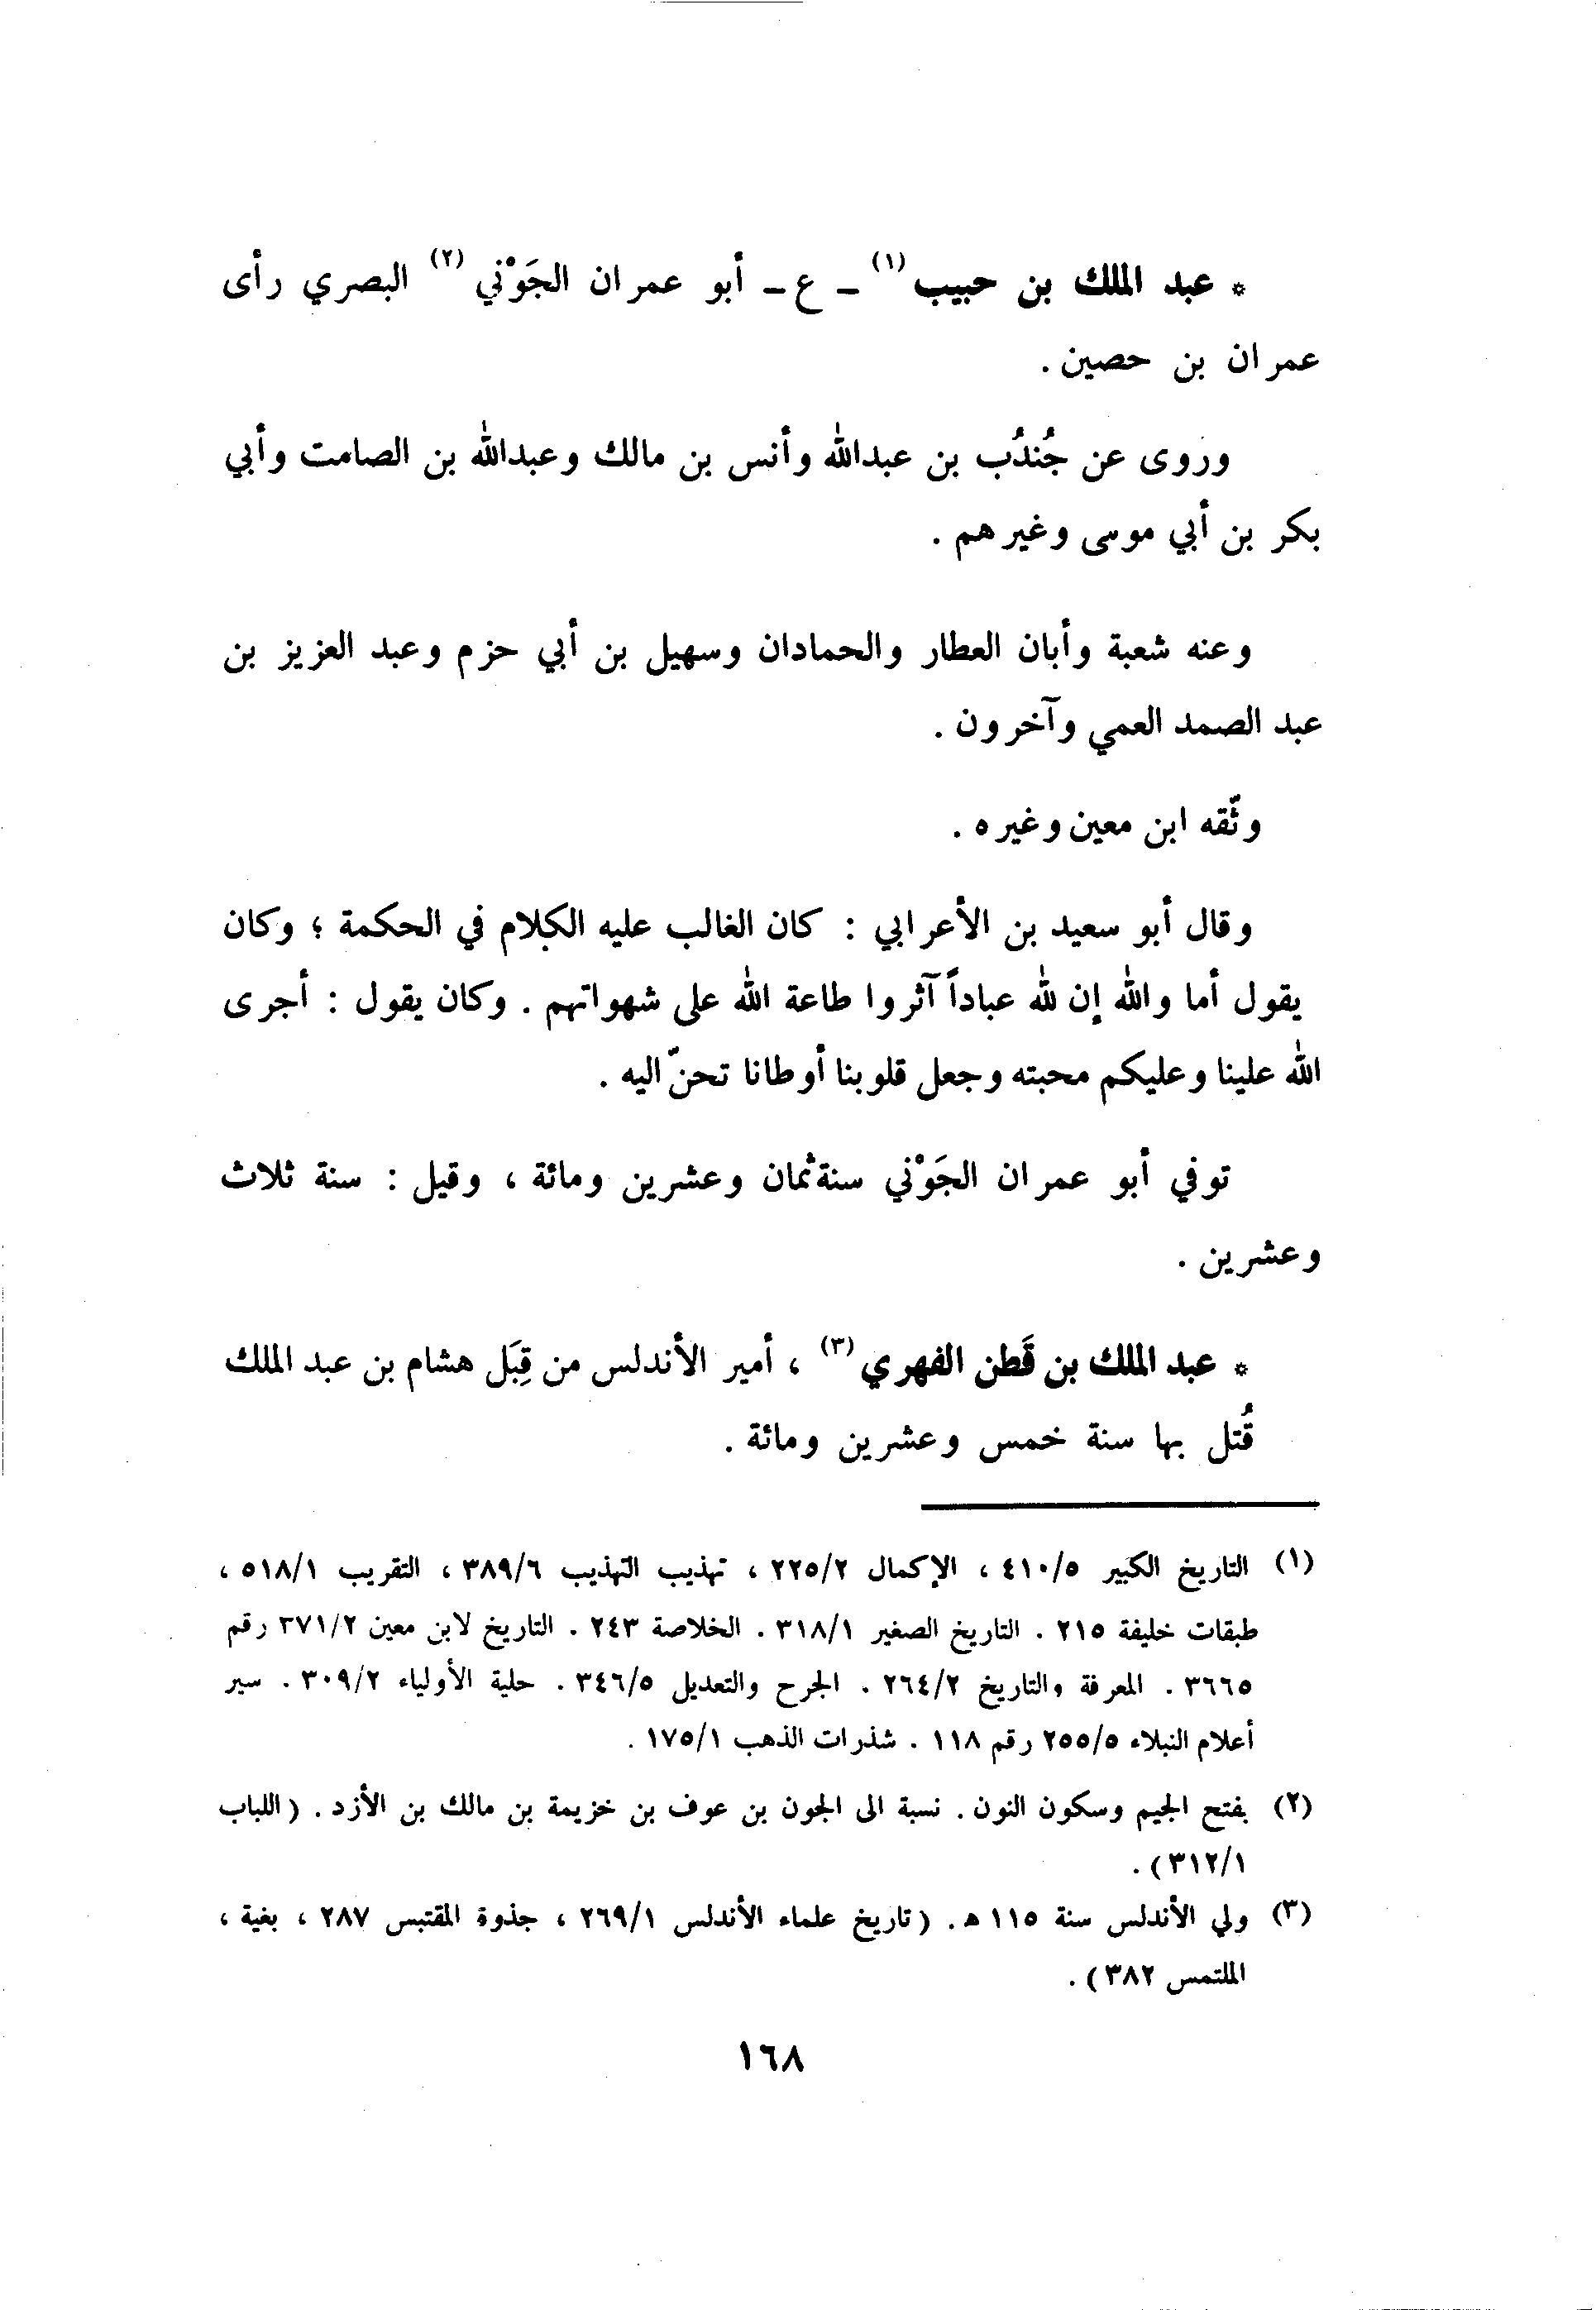 * عبد الملك بن حبيب (١) ــ ع ــ أبو عمران الجَوْني (٢) البصري رأى
عمران بن حصين .
وروى عن جُندُب بن عبدالله وأنس بن مالك وعبدالله بن الصامت وأبي
بكر بن أبي موسى وغيرهم .
وعنه شعبة وأبان العطار والحمادان وسهيل بن أبي حزم وعبد العزيز بن
عبد الصمد العمي وآخرون .
وثّقه ابن معين وغيره .
وقال أبو سعيد بن الأعرابي : كان الغالب عليه الكلام في الحكمة ؛ وكان
يقول أما والله إن لله عباداً آثروا طاعة الله على شهواتهم . وكان يقول : أجرى
الله علينا وعليكم محبته وجعل قلوبنا أوطانا تحنّ اليه .
توفي أبو عمران الجَوْني سنة ثمان وعشرين ومائة ، وقيل : سنة ثلاث
وعشرين .
* عبد الملك بن قَطن الفهري (٣) ، أمير الأندلس من قِبَل هشام بن عبد الملك
قُتل بها سنة خمس وعشرين ومائة .
(١) التاريخ الكبير ٤١٠/٥ ، الإكمال ٢٢٥/٢ ، تهذيب التهذيب ٣٨٩/٦ ، التقريب ٥١٨/١ ،
طبقات خليفة ٢١٥ . التاريخ الصغير ٣١٨/١ . الخلاصة ٢٤٣ . التاريخ لابن معين ٣٧١/٢ رقم
٣٦٦٥ . المعرفة والتاريخ ٢٦٤/٢ . الجرح والتعديل ٣٤٦/٥ . حلية الأولياء ٣٠٩/٢ . سير
أعلام النبلاء ٢٥٥/٥ رقم ١١٨ . شذرات الذهب ١٧٥/١ .
(٢) بفتح الجيم وسكون النون . نسبة الى الجون بن عوف بن خزيمة بن مالك بن الأزد . (اللباب
٣١٢/١) .
(٣) ولي الأندلس سنة ١١٥ هـ . (تاريخ علماء الأندلس ٢٦٩/١ ، جذوة المقتبس ٢٨٧ ، بغية ،
الملتمس ٣٨٢) .
١٦٨